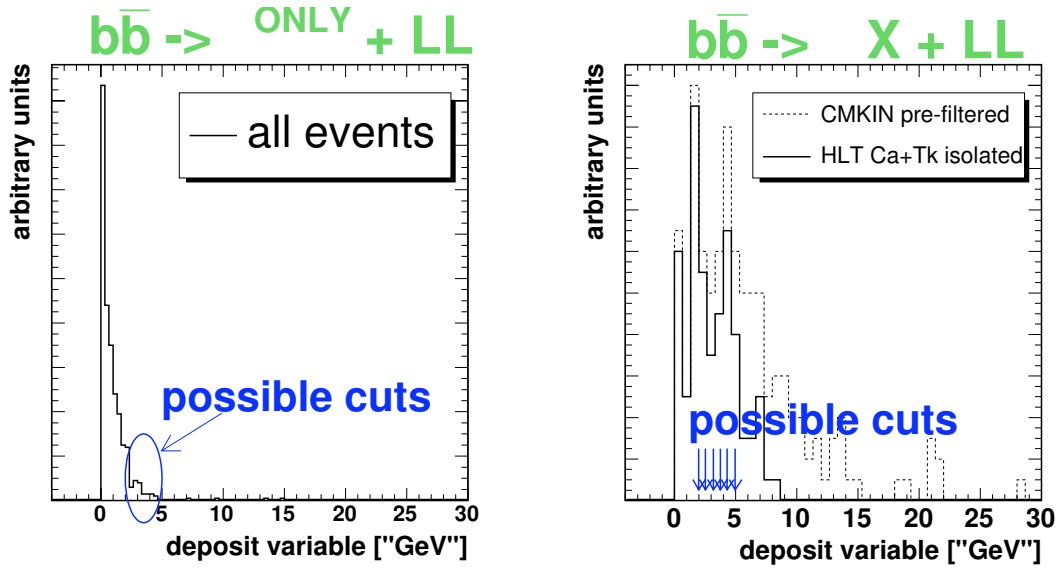 bb̅ -> ONLY + LL
arbitrary units
all events
possible cuts
0 5 10 15 20 25 30
deposit variable ["GeV"]
bb̅ -> X + LL
arbitrary units
CMKIN pre-filtered
HLT Ca+Tk isolated
possible cuts
0 5 10 15 20 25 30
deposit variable ["GeV"]